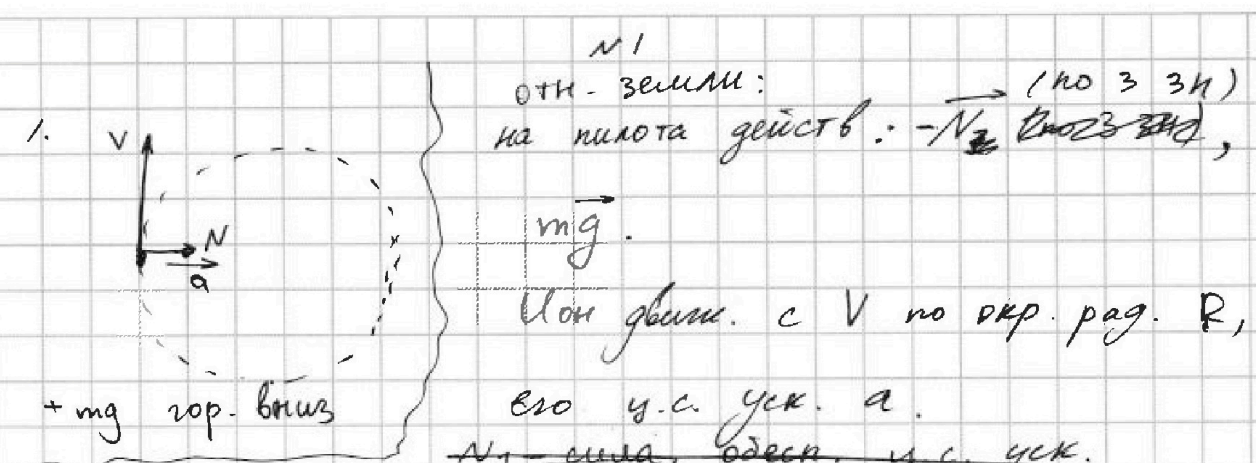 N1
отн. земли:
1.
на пилота действ: -N (по 3 ЗН),
V
mg.
N
a
И он движ. с V по окр. рад. R,
+ mg гор. вниз
его ц.с. уск. a.
N1 - сила, обесп. ц.с. уск.